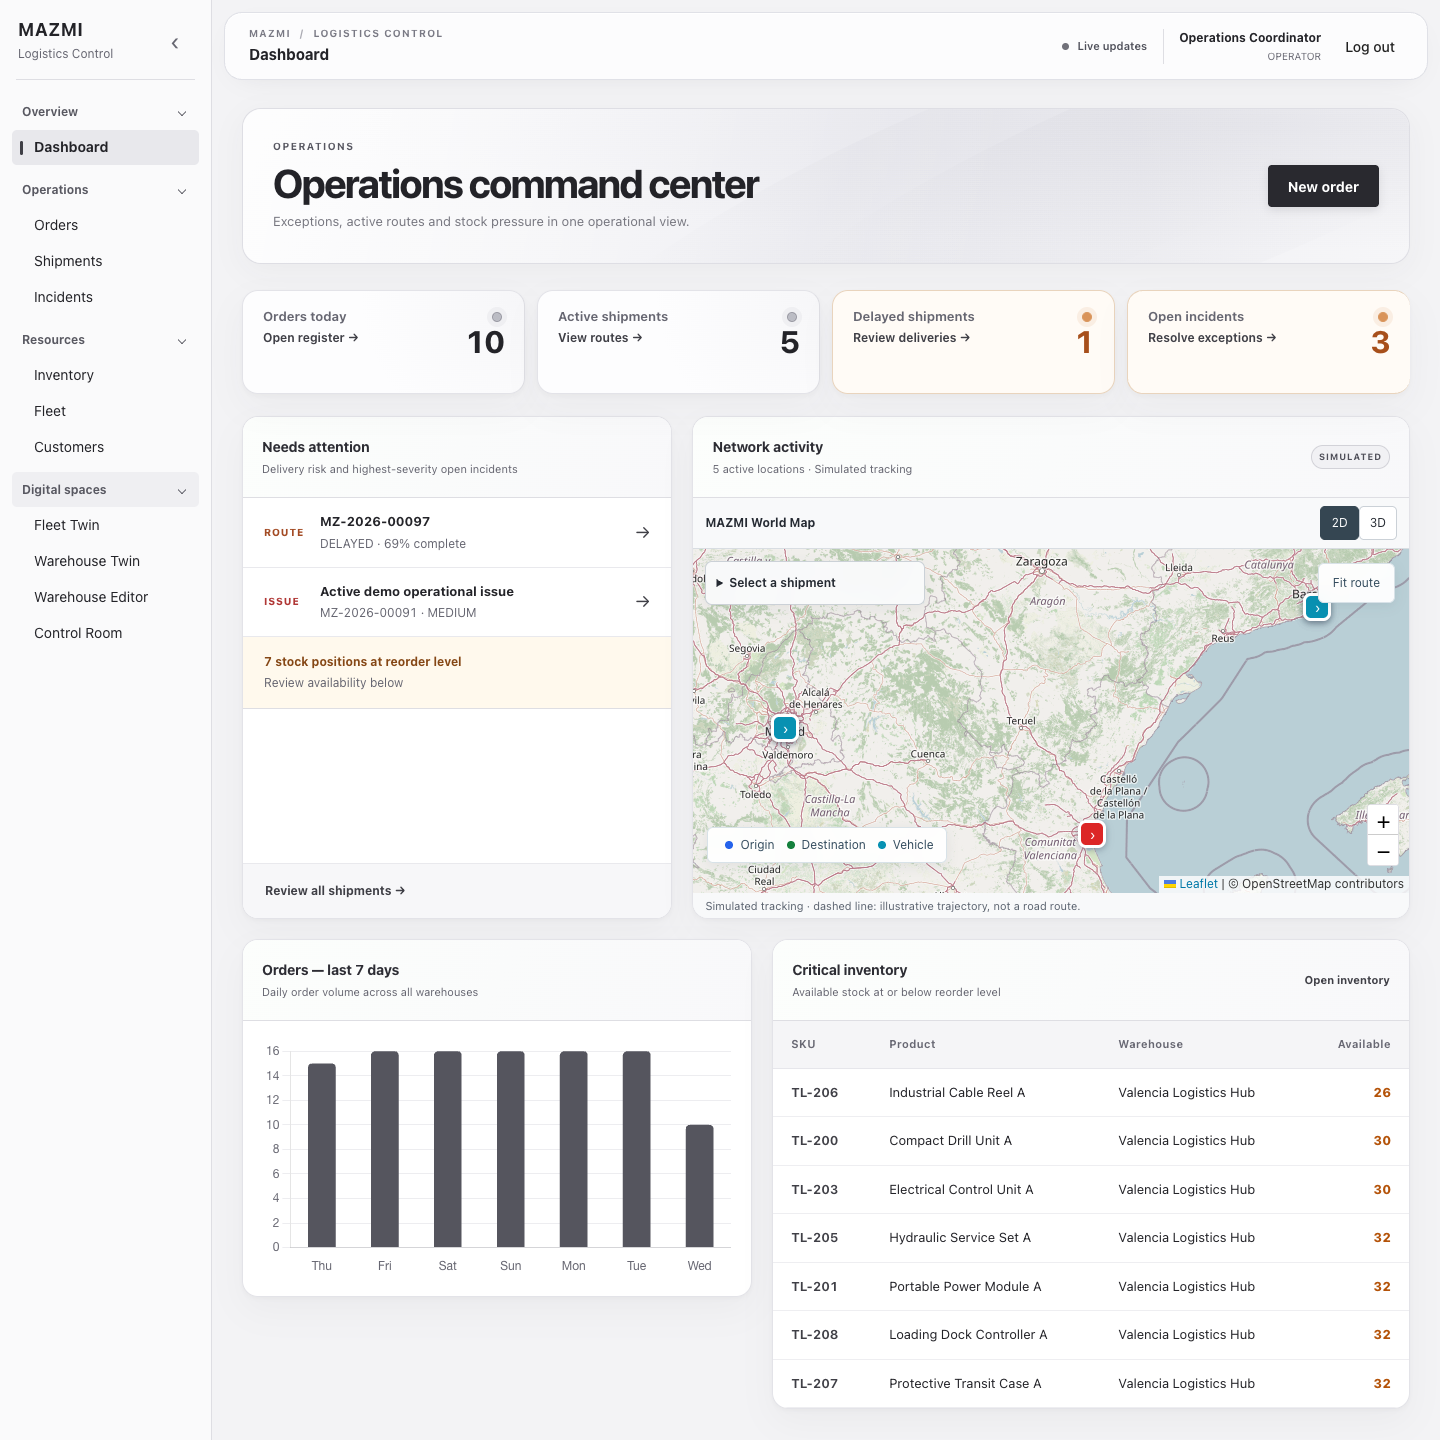 MAZMI
Logistics Control
Overview
Dashboard
Operations
Orders
Shipments
Incidents
Resources
Inventory
Fleet
Customers
Digital spaces
Fleet Twin
Warehouse Twin
Warehouse Editor
Control Room
MAZMI / LOGISTICS CONTROL
Dashboard
Live updates
Operations Coordinator
OPERATOR
Log out
OPERATIONS
Operations command center
Exceptions, active routes and stock pressure in one operational view.
New order
Orders today
Open register →
10
Active shipments
View routes →
5
Delayed shipments
Review deliveries →
1
Open incidents
Resolve exceptions →
3
Needs attention
Delivery risk and highest-severity open incidents
ROUTE
MZ-2026-00097
DELAYED · 69% complete
→
ISSUE
Active demo operational issue
MZ-2026-00091 · MEDIUM
→
7 stock positions at reorder level
Review availability below
Review all shipments →
Network activity
5 active locations · Simulated tracking
SIMULATED
MAZMI World Map
2D
3D
Select a shipment
Fit route
Zaragoza
Lleida
Catalunya
Aragón
Reus
Segovia
Alcalá
de Henares
Valdemoro
Teruel
Cuenca
Toledo
Castilla-La
Mancha
Castelló
de la Plana /
Castellón
de la Plana
Comunitat
Valenciana
Ciudad
Real
Origin
Destination
Vehicle
+
−
Leaflet | © OpenStreetMap contributors
Simulated tracking · dashed line: illustrative trajectory, not a road route.
Orders — last 7 days
Daily order volume across all warehouses
16
14
12
10
8
6
4
2
0
Thu Fri Sat Sun Mon Tue Wed
Critical inventory
Available stock at or below reorder level
Open inventory
SKU Product Warehouse Available
TL-206 Industrial Cable Reel A Valencia Logistics Hub 26
TL-200 Compact Drill Unit A Valencia Logistics Hub 30
TL-203 Electrical Control Unit A Valencia Logistics Hub 30
TL-205 Hydraulic Service Set A Valencia Logistics Hub 32
TL-201 Portable Power Module A Valencia Logistics Hub 32
TL-208 Loading Dock Controller A Valencia Logistics Hub 32
TL-207 Protective Transit Case A Valencia Logistics Hub 32